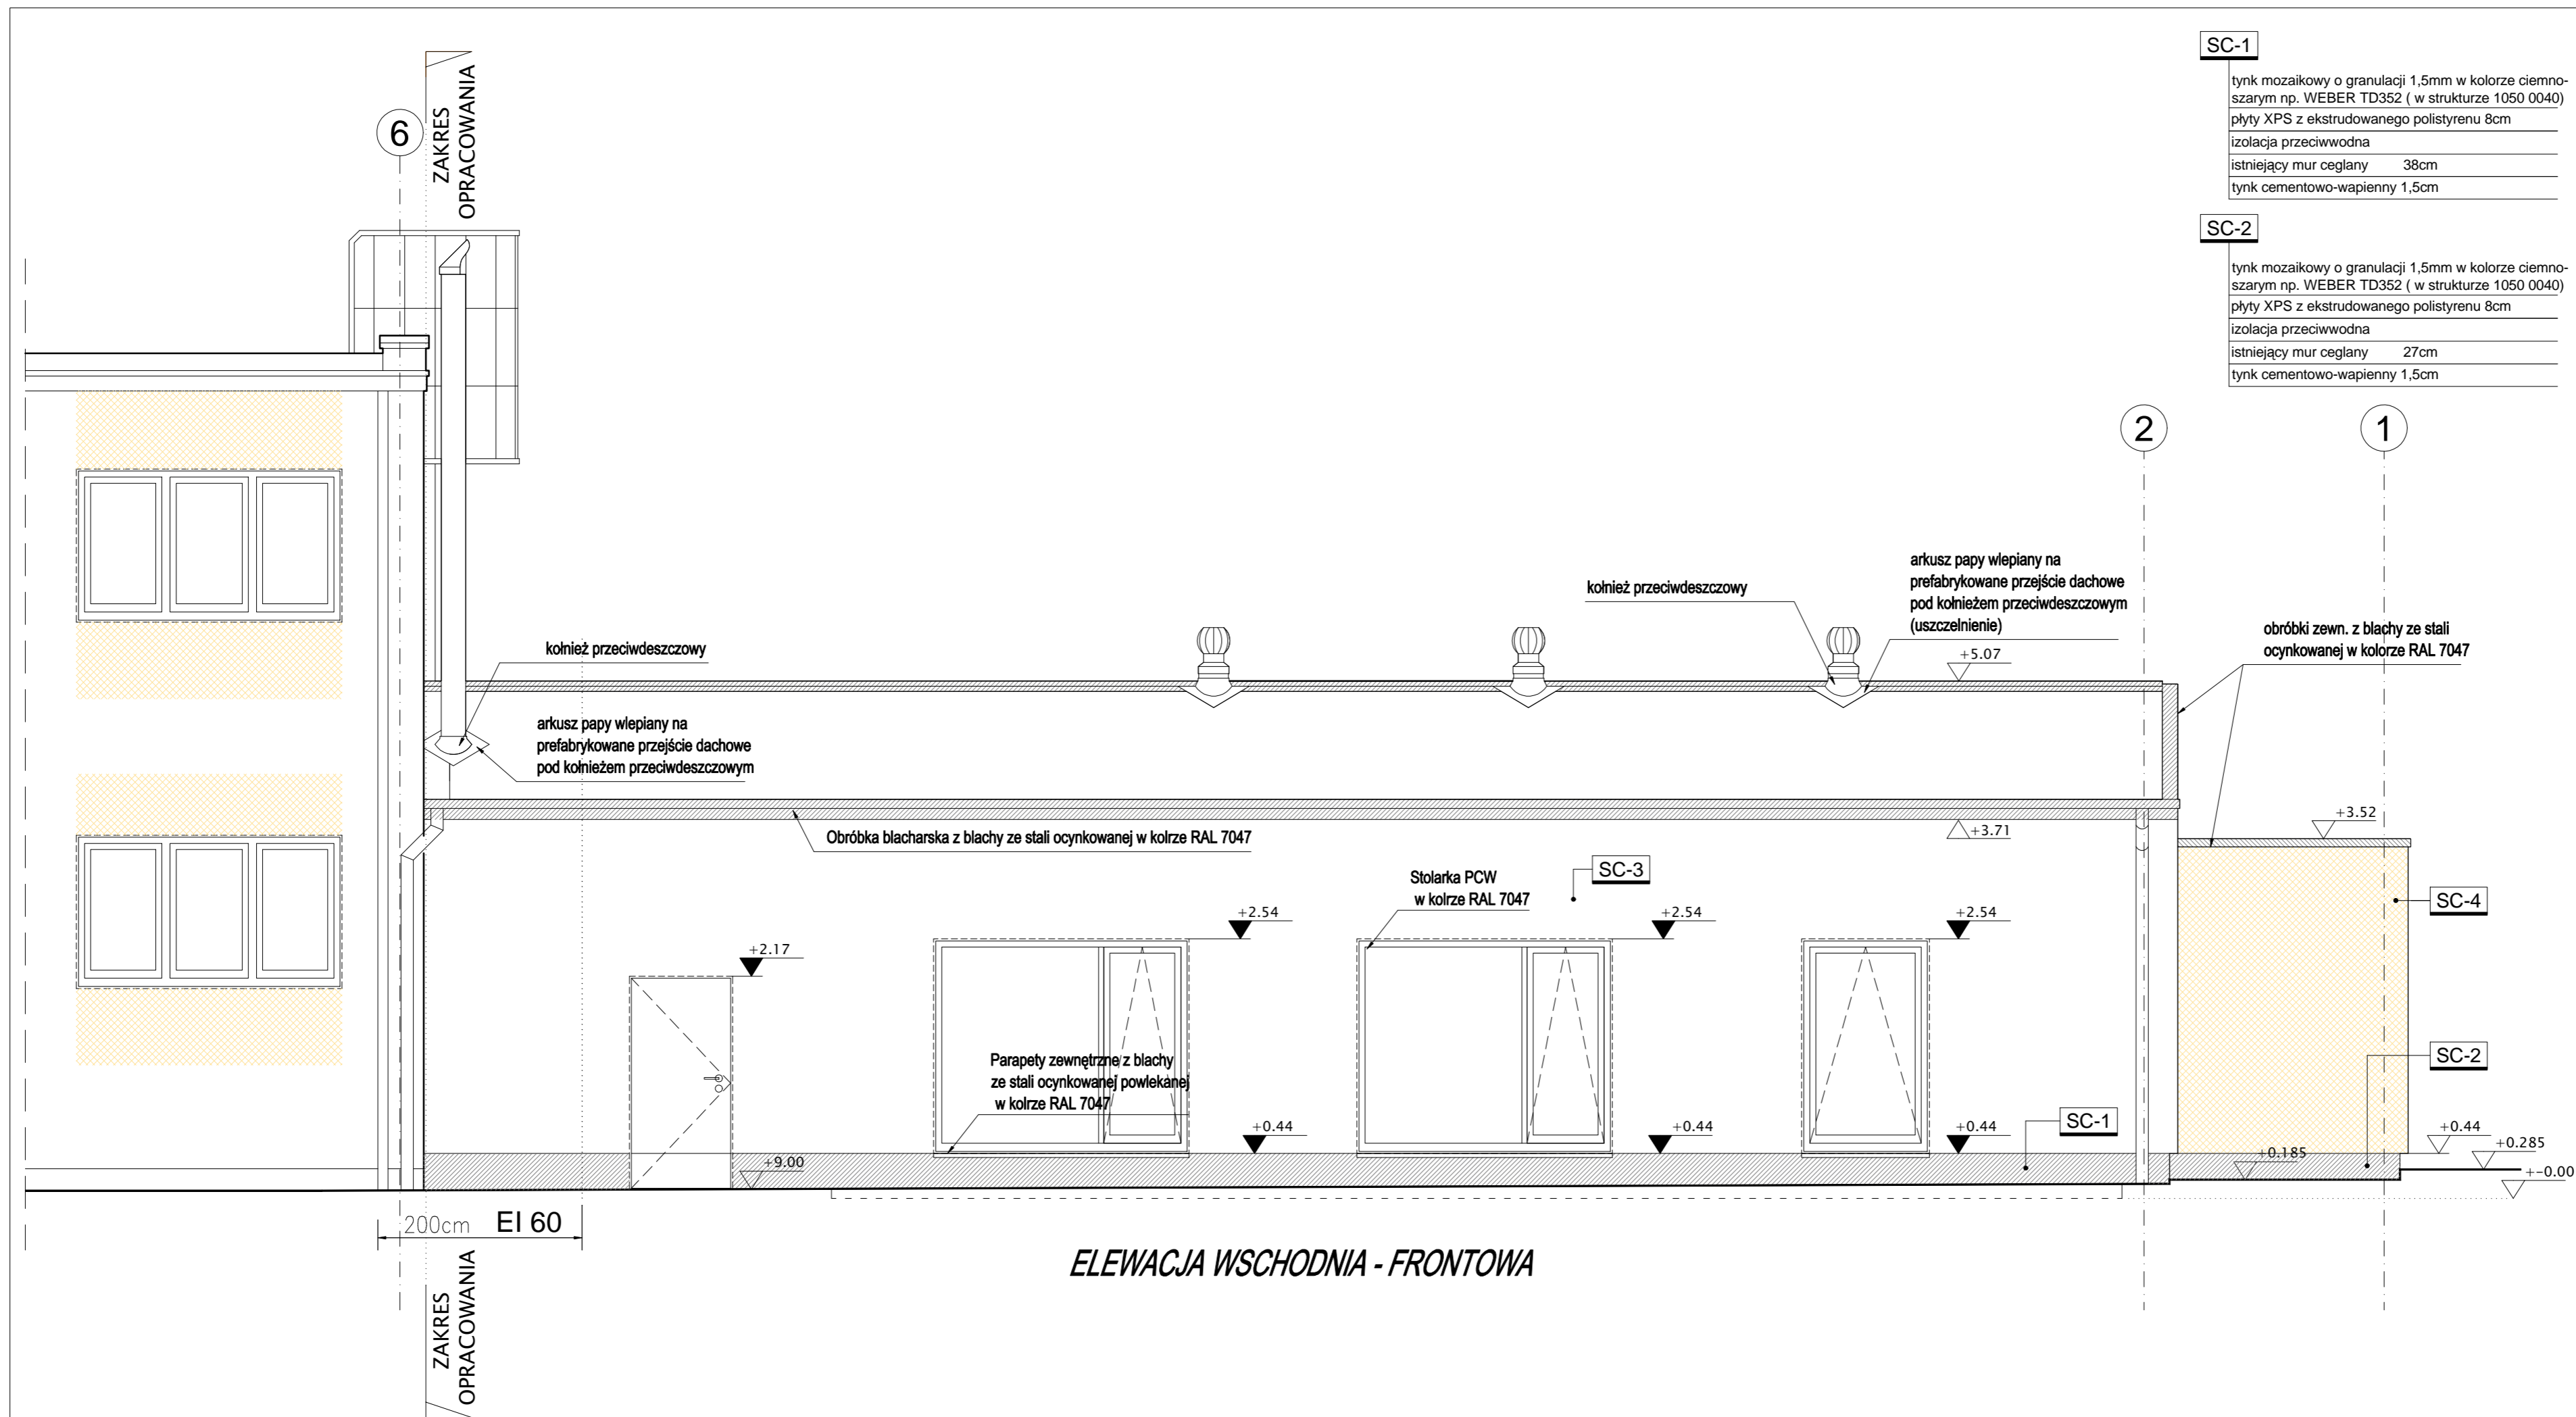 SC-1
tynk mozaikowy o granulacji 1,5mm w kolorze ciemno-
szarym np. WEBER TD352 ( w strukturze 1050 0040)
płyty XPS z ekstrudowanego polistyrenu 8cm
izolacja przeciwwodna
istniejący mur ceglany 38cm
tynk cementowo-wapienny 1,5cm
SC-2
tynk mozaikowy o granulacji 1,5mm w kolorze ciemno-
szarym np. WEBER TD352 ( w strukturze 1050 0040)
płyty XPS z ekstrudowanego polistyrenu 8cm
izolacja przeciwwodna
istniejący mur ceglany 27cm
tynk cementowo-wapienny 1,5cm
ZAKRES
OPRACOWANIA
6
2
1
kołnież przeciwdeszczowy
arkusz papy wlepiany na
prefabrykowane przejście dachowe
pod kołnieżem przeciwdeszczowym
(uszczelnienie)
obróbki zewn. z blachy ze stali
ocynkowanej w kolorze RAL 7047
kołnież przeciwdeszczowy
+5.07
arkusz papy wlepiany na
prefabrykowane przejście dachowe
pod kołnieżem przeciwdeszczowym
Obróbka blacharska z blachy ze stali ocynkowanej w kolrze RAL 7047
+3.71
+3.52
Stolarka PCW
w kolrze RAL 7047
SC-3
SC-4
+2.54
+2.54
+2.54
+2.17
Parapety zewnętrzne z blachy
ze stali ocynkowanej powlekanej
w kolrze RAL 7047
SC-2
SC-1
+0.44
+0.44
+0.44
+0.44
+0.285
+9.00
+0.185
+-0.00
200cm EI 60
ELEWACJA WSCHODNIA - FRONTOWA
ZAKRES
OPRACOWANIA